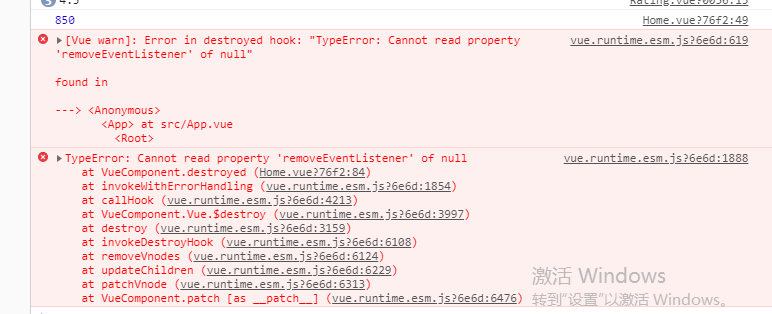 5 4.5 Rating.vue?0056:15
850 Home.vue?76f2:49
[Vue warn]: Error in destroyed hook: "TypeError: Cannot read property vue.runtime.esm.js?6e6d:619
'removeEventListener' of null"
found in
---> <Anonymous>
<App> at src/App.vue
<Root>
TypeError: Cannot read property 'removeEventListener' of null vue.runtime.esm.js?6e6d:1888
at VueComponent.destroyed (Home.vue?76f2:84)
at invokeWithErrorHandling (vue.runtime.esm.js?6e6d:1854)
at callHook (vue.runtime.esm.js?6e6d:4213)
at VueComponent.Vue.$destroy (vue.runtime.esm.js?6e6d:3997)
at destroy (vue.runtime.esm.js?6e6d:3159)
at invokeDestroyHook (vue.runtime.esm.js?6e6d:6108)
at removeVnodes (vue.runtime.esm.js?6e6d:6124)
at updateChildren (vue.runtime.esm.js?6e6d:6229)
at patchVnode (vue.runtime.esm.js?6e6d:6313)
at VueComponent.patch [as __patch__] (vue.runtime.esm.js?6e6d:6476)
激活 Windows
转到"设置"以激活 Windows。